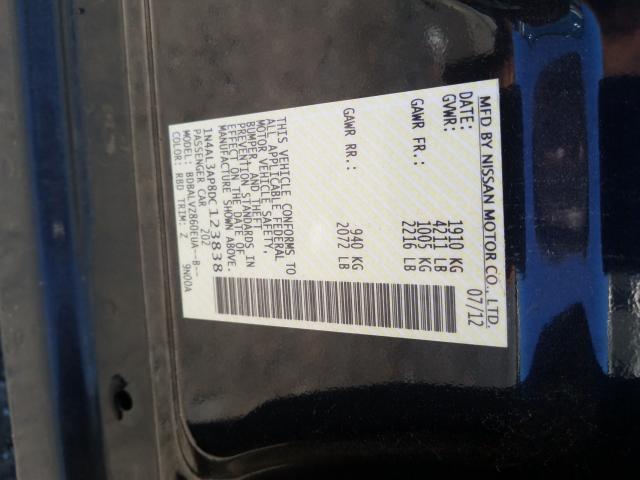 MFD BY NISSAN MOTOR CO., LTD.
DATE: 07/12
GVWR: 1910 KG
4211 LB
GAWR FR.: 1005 KG
2216 LB
GAWR RR.: 940 KG
2072 LB
THIS VEHICLE CONFORMS TO
ALL APPLICABLE FEDERAL
MOTOR VEHICLE SAFETY,
BUMPER, AND THEFT
PREVENTION STANDARDS IN
EFFECT ON THE DATE OF
MANUFACTURE SHOWN ABOVE.
1N4AL3AP8DC123838
PASSENGER CAR 202
MODEL: BDBALVZ860EUA--B--
COLOR: RBD TRIM: Z 9N00A